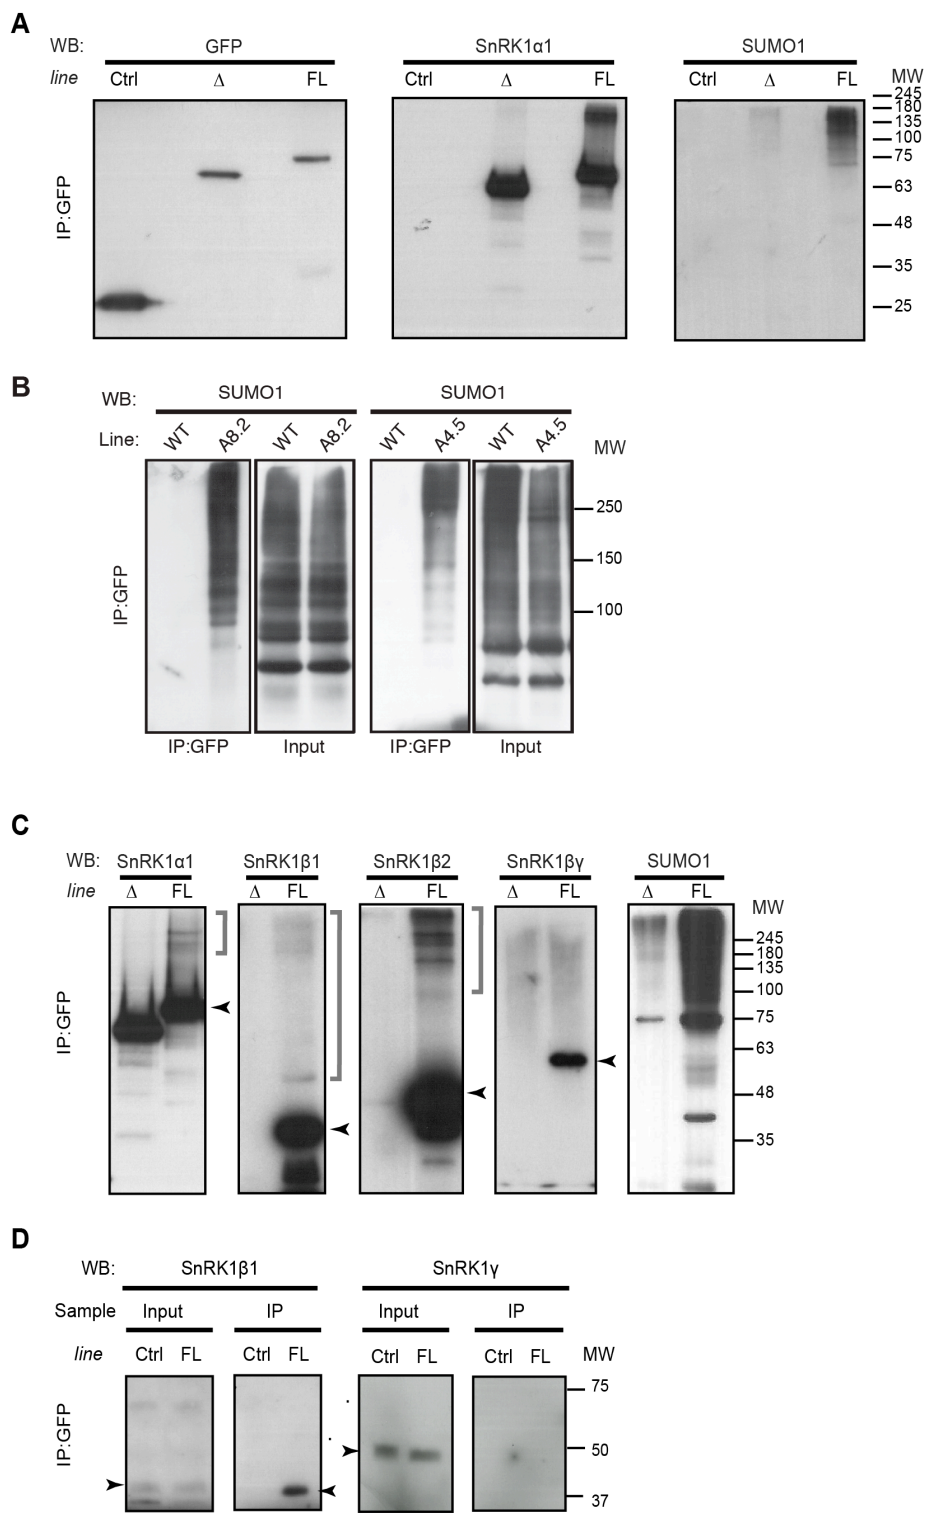 A
WB: GFP SnRK1α1 SUMO1
line Ctrl Δ FL Ctrl Δ FL Ctrl Δ FL MW
245
180
135
100
75
63
48
35
25
IP:GFP
B
WB: SUMO1 SUMO1
Line: WT A8.2 WT A8.2 WT A4.5 WT A4.5 MW
250
150
100
IP:GFP
IP:GFP Input IP:GFP Input
C
WB: SnRK1α1 SnRK1β1 SnRK1β2 SnRK1βγ SUMO1
line Δ FL Δ FL Δ FL Δ FL Δ FL MW
245
180
135
100
75
63
48
35
IP:GFP
D
WB: SnRK1β1 SnRK1γ
Sample Input IP Input IP
line Ctrl FL Ctrl FL Ctrl FL Ctrl FL MW
75
50
37
IP:GFP